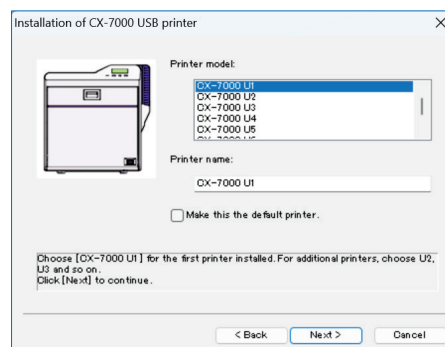 Installation of CX-7000 USB printer
Printer model:
CX-7000 U1
CX-7000 U2
CX-7000 U3
CX-7000 U4
CX-7000 U5
Printer name:
CX-7000 U1
Make this the default printer.
Choose [CX-7000 U1] for the first printer installed. For additional printers, choose U2,
U3 and so on.
Click [Next] to continue.
< Back
Next >
Cancel